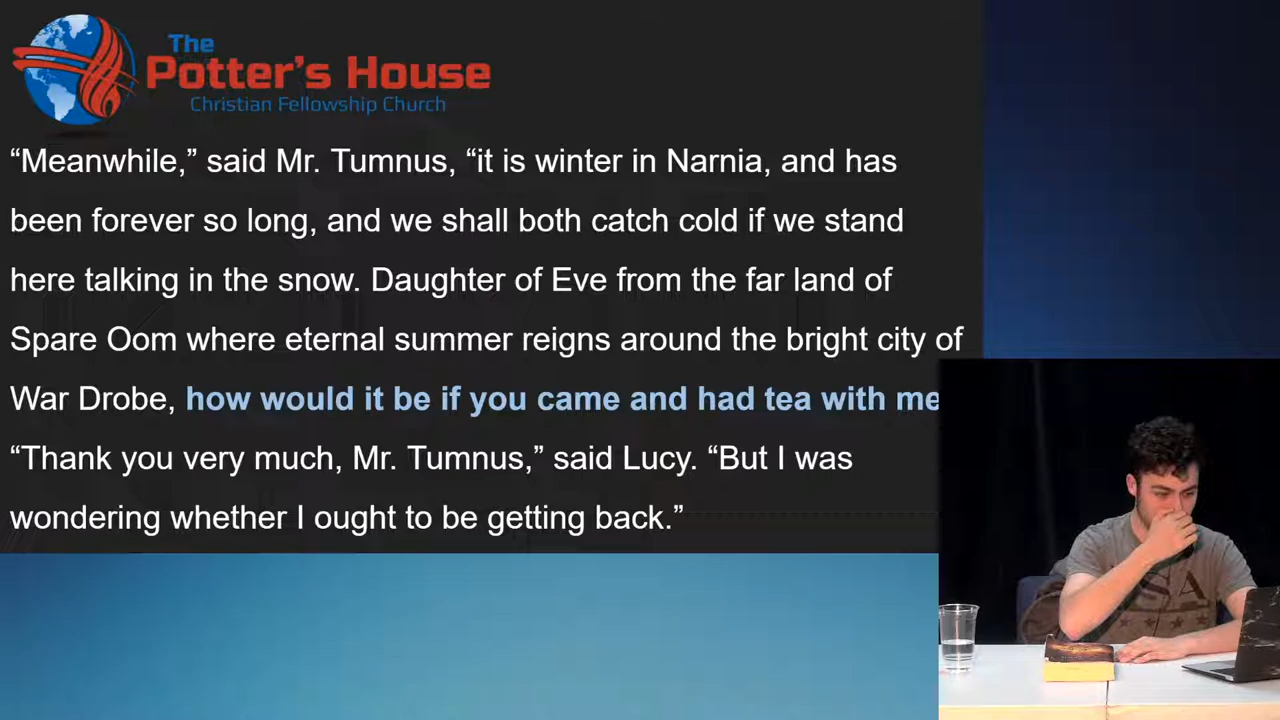 The
Potter's House
Christian Fellowship Church
“Meanwhile,” said Mr. Tumnus, “it is winter in Narnia, and has
been forever so long, and we shall both catch cold if we stand
here talking in the snow. Daughter of Eve from the far land of
Spare Oom where eternal summer reigns around the bright city of
War Drobe, how would it be if you came and had tea with me
“Thank you very much, Mr. Tumnus,” said Lucy. “But I was
wondering whether I ought to be getting back.”
SA